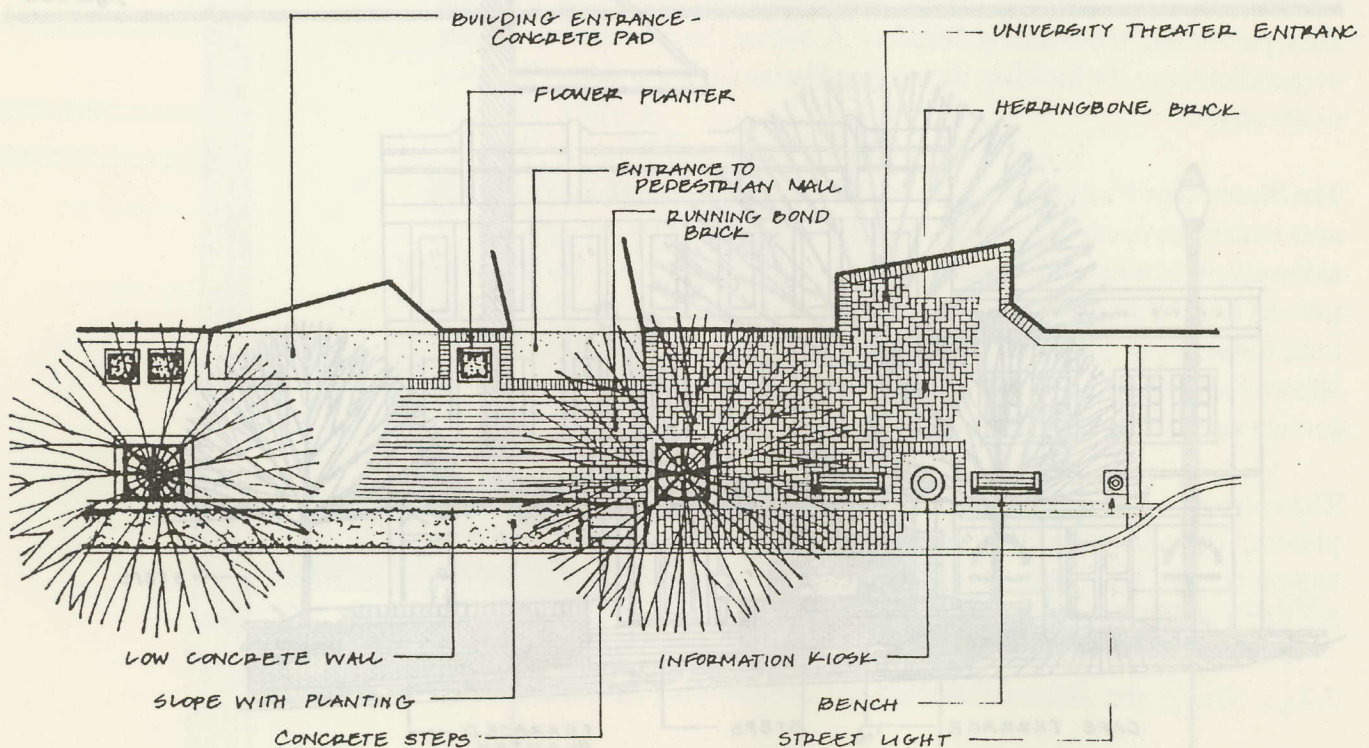 BUILDING ENTRANCE -
CONCRETE PAD
UNIVERSITY THEATER ENTRANC
FLOWER PLANTER
HERRINGBONE BRICK
ENTRANCE TO
PEDESTRIAN MALL
RUNNING BOND
BRICK
LOW CONCRETE WALL
INFORMATION KIOSK
SLOPE WITH PLANTING
BENCH
CONCRETE STEPS
STREET LIGHT